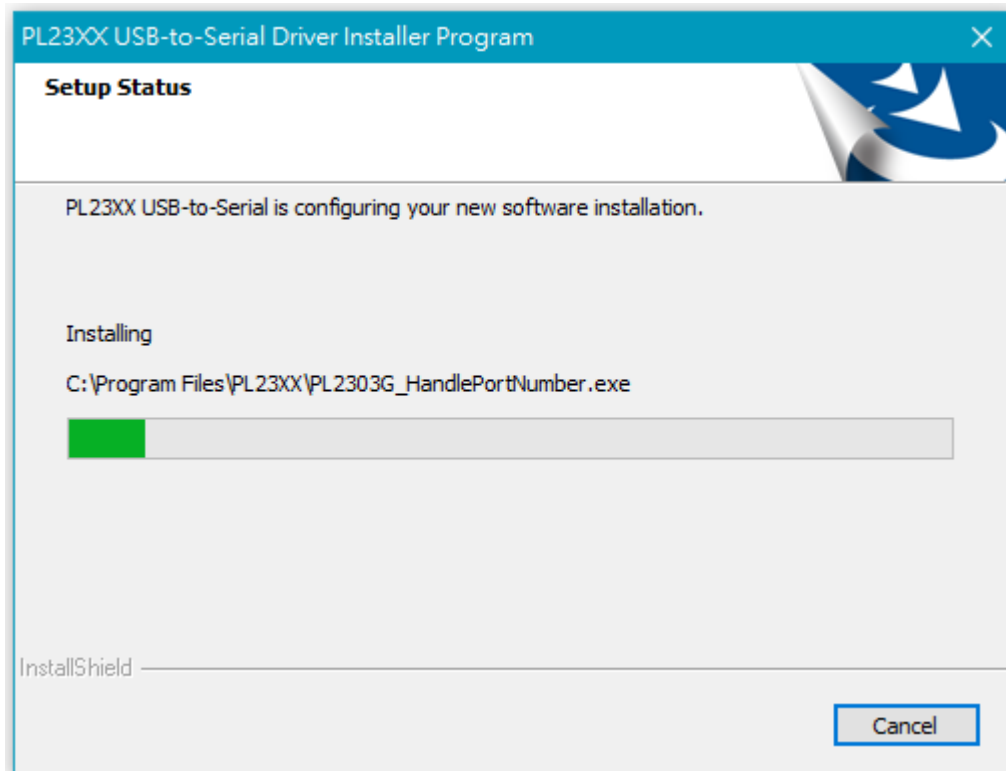 PL23XX USB-to-Serial Driver Installer Program
Setup Status
PL23XX USB-to-Serial is configuring your new software installation.
Installing
C:\Program Files\PL23XX\PL2303G_HandlePortNumber.exe
InstallShield
Cancel